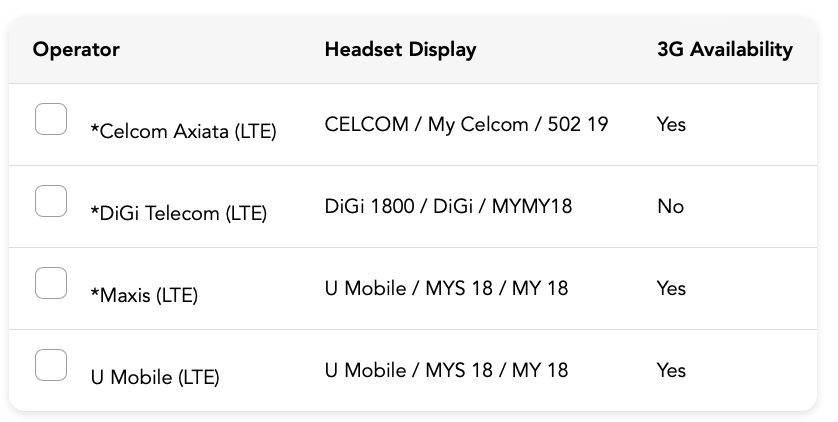 Operator Headset Display 3G Availability
*Celcom Axiata (LTE) CELCOM / My Celcom / 502 19 Yes
*DiGi Telecom (LTE) DiGi 1800 / DiGi / MYMY18 No
*Maxis (LTE) U Mobile / MYS 18 / MY 18 Yes
U Mobile (LTE) U Mobile / MYS 18 / MY 18 Yes